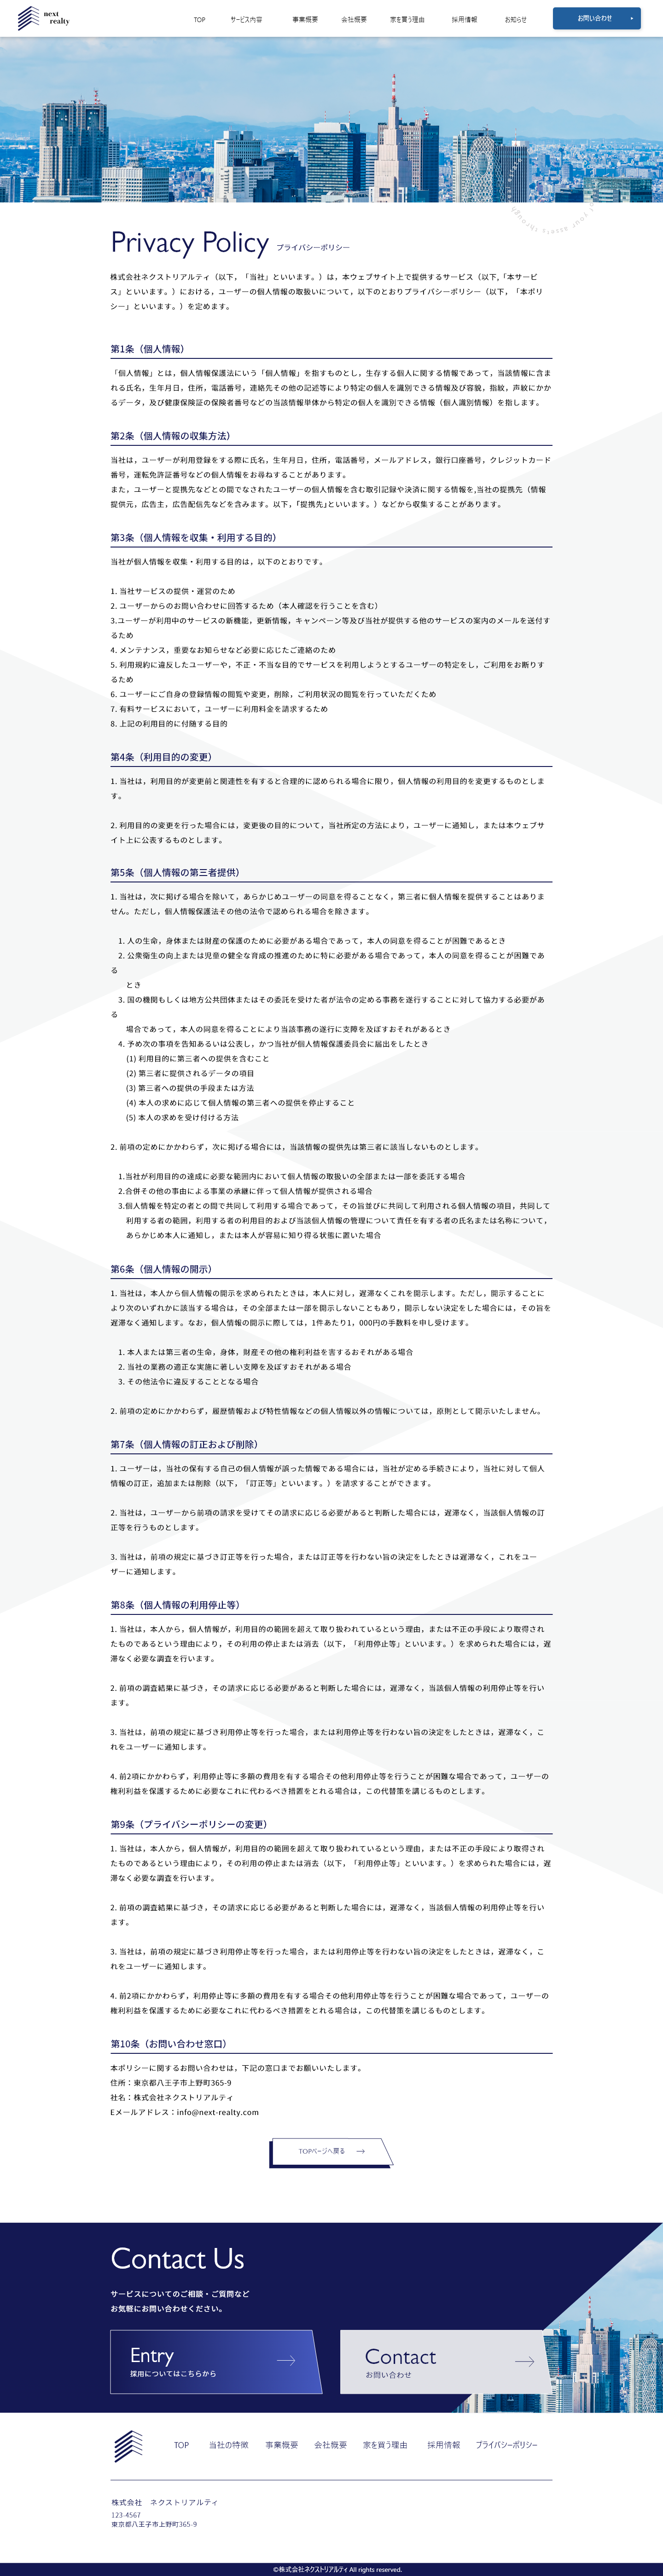 next
realty
TOP サービス内容 事業概要 会社概要 家を買う理由 採用情報 お知らせ お問い合わせ
Privacy Policy プライバシーポリシー
株式会社ネクストリアルティ（以下，「当社」といいます。）は，本ウェブサイト上で提供するサービス（以下,「本サービ
ス」といいます。）における，ユーザーの個人情報の取扱いについて，以下のとおりプライバシーポリシー（以下，「本ポリ
シー」といいます。）を定めます。
第1条（個人情報）
「個人情報」とは，個人情報保護法にいう「個人情報」を指すものとし，生存する個人に関する情報であって，当該情報に含ま
れる氏名，生年月日，住所，電話番号，連絡先その他の記述等により特定の個人を識別できる情報及び容貌，指紋，声紋にかか
るデータ，及び健康保険証の保険者番号などの当該情報単体から特定の個人を識別できる情報（個人識別情報）を指します。
第2条（個人情報の収集方法）
当社は，ユーザーが利用登録をする際に氏名，生年月日，住所，電話番号，メールアドレス，銀行口座番号，クレジットカード
番号，運転免許証番号などの個人情報をお尋ねすることがあります。
また，ユーザーと提携先などとの間でなされたユーザーの個人情報を含む取引記録や決済に関する情報を,当社の提携先（情報
提供元，広告主，広告配信先などを含みます。以下，｢提携先｣といいます。）などから収集することがあります。
第3条（個人情報を収集・利用する目的）
当社が個人情報を収集・利用する目的は，以下のとおりです。
1. 当社サービスの提供・運営のため
2. ユーザーからのお問い合わせに回答するため（本人確認を行うことを含む）
3.ユーザーが利用中のサービスの新機能，更新情報，キャンペーン等及び当社が提供する他のサービスの案内のメールを送付す
るため
4. メンテナンス，重要なお知らせなど必要に応じたご連絡のため
5. 利用規約に違反したユーザーや，不正・不当な目的でサービスを利用しようとするユーザーの特定をし，ご利用をお断りす
るため
6. ユーザーにご自身の登録情報の閲覧や変更，削除，ご利用状況の閲覧を行っていただくため
7. 有料サービスにおいて，ユーザーに利用料金を請求するため
8. 上記の利用目的に付随する目的
第4条（利用目的の変更）
1. 当社は，利用目的が変更前と関連性を有すると合理的に認められる場合に限り，個人情報の利用目的を変更するものとしま
す。
2. 利用目的の変更を行った場合には，変更後の目的について，当社所定の方法により，ユーザーに通知し，または本ウェブサ
イト上に公表するものとします。
第5条（個人情報の第三者提供）
1. 当社は，次に掲げる場合を除いて，あらかじめユーザーの同意を得ることなく，第三者に個人情報を提供することはありま
せん。ただし，個人情報保護法その他の法令で認められる場合を除きます。
1. 人の生命，身体または財産の保護のために必要がある場合であって，本人の同意を得ることが困難であるとき
2. 公衆衛生の向上または児童の健全な育成の推進のために特に必要がある場合であって，本人の同意を得ることが困難であ
る
とき
3. 国の機関もしくは地方公共団体またはその委託を受けた者が法令の定める事務を遂行することに対して協力する必要があ
る
場合であって，本人の同意を得ることにより当該事務の遂行に支障を及ぼすおそれがあるとき
4. 予め次の事項を告知あるいは公表し，かつ当社が個人情報保護委員会に届出をしたとき
(1) 利用目的に第三者への提供を含むこと
(2) 第三者に提供されるデータの項目
(3) 第三者への提供の手段または方法
(4) 本人の求めに応じて個人情報の第三者への提供を停止すること
(5) 本人の求めを受け付ける方法
2. 前項の定めにかかわらず，次に掲げる場合には，当該情報の提供先は第三者に該当しないものとします。
1.当社が利用目的の達成に必要な範囲内において個人情報の取扱いの全部または一部を委託する場合
2.合併その他の事由による事業の承継に伴って個人情報が提供される場合
3.個人情報を特定の者との間で共同して利用する場合であって，その旨並びに共同して利用される個人情報の項目，共同して
利用する者の範囲，利用する者の利用目的および当該個人情報の管理について責任を有する者の氏名または名称について，
あらかじめ本人に通知し，または本人が容易に知り得る状態に置いた場合
第6条（個人情報の開示）
1. 当社は，本人から個人情報の開示を求められたときは，本人に対し，遅滞なくこれを開示します。ただし，開示することに
より次のいずれかに該当する場合は，その全部または一部を開示しないこともあり，開示しない決定をした場合には，その旨を
遅滞なく通知します。なお，個人情報の開示に際しては，1件あたり1，000円の手数料を申し受けます。
1. 本人または第三者の生命，身体，財産その他の権利利益を害するおそれがある場合
2. 当社の業務の適正な実施に著しい支障を及ぼすおそれがある場合
3. その他法令に違反することとなる場合
2. 前項の定めにかかわらず，履歴情報および特性情報などの個人情報以外の情報については，原則として開示いたしません。
第7条（個人情報の訂正および削除）
1. ユーザーは，当社の保有する自己の個人情報が誤った情報である場合には，当社が定める手続きにより，当社に対して個人
情報の訂正，追加または削除（以下，「訂正等」といいます。）を請求することができます。
2. 当社は，ユーザーから前項の請求を受けてその請求に応じる必要があると判断した場合には，遅滞なく，当該個人情報の訂
正等を行うものとします。
3. 当社は，前項の規定に基づき訂正等を行った場合，または訂正等を行わない旨の決定をしたときは遅滞なく，これをユー
ザーに通知します。
第8条（個人情報の利用停止等）
1. 当社は，本人から，個人情報が，利用目的の範囲を超えて取り扱われているという理由，または不正の手段により取得され
たものであるという理由により，その利用の停止または消去（以下，「利用停止等」といいます。）を求められた場合には，遅
滞なく必要な調査を行います。
2. 前項の調査結果に基づき，その請求に応じる必要があると判断した場合には，遅滞なく，当該個人情報の利用停止等を行い
ます。
3. 当社は，前項の規定に基づき利用停止等を行った場合，または利用停止等を行わない旨の決定をしたときは，遅滞なく，こ
れをユーザーに通知します。
4. 前2項にかかわらず，利用停止等に多額の費用を有する場合その他利用停止等を行うことが困難な場合であって，ユーザーの
権利利益を保護するために必要なこれに代わるべき措置をとれる場合は，この代替策を講じるものとします。
第9条（プライバシーポリシーの変更）
1. 当社は，本人から，個人情報が，利用目的の範囲を超えて取り扱われているという理由，または不正の手段により取得され
たものであるという理由により，その利用の停止または消去（以下，「利用停止等」といいます。）を求められた場合には，遅
滞なく必要な調査を行います。
2. 前項の調査結果に基づき，その請求に応じる必要があると判断した場合には，遅滞なく，当該個人情報の利用停止等を行い
ます。
3. 当社は，前項の規定に基づき利用停止等を行った場合，または利用停止等を行わない旨の決定をしたときは，遅滞なく，こ
れをユーザーに通知します。
4. 前2項にかかわらず，利用停止等に多額の費用を有する場合その他利用停止等を行うことが困難な場合であって，ユーザーの
権利利益を保護するために必要なこれに代わるべき措置をとれる場合は，この代替策を講じるものとします。
第10条（お問い合わせ窓口）
本ポリシーに関するお問い合わせは，下記の窓口までお願いいたします。
住所：東京都八王子市上野町365-9
社名：株式会社ネクストリアルティ
Eメールアドレス：info@next-realty.com
TOPページへ戻る
Contact Us
サービスについてのご相談・ご質問など
お気軽にお問い合わせください。
Entry
採用についてはこちらから
Contact
お問い合わせ
TOP 当社の特徴 事業概要 会社概要 家を買う理由 採用情報 プライバシーポリシー
株式会社 ネクストリアルティ
123-4567
東京都八王子市上野町365-9
©株式会社ネクストリアルティ All rights reserved.